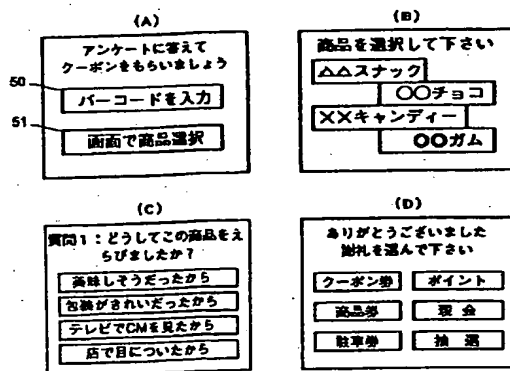 (A)
アンケートに答えて
クーポンをもらいましょう
50
バーコードを入力
51
画面で商品選択
(B)
商品を選択して下さい
△△スナック
〇〇チョコ
××キャンディー
〇〇ガム
(C)
質問1：どうしてこの商品をえ
らびましたか？
美味しそうだったから
包装がきれいだったから
テレビでCMを見たから
店で目についたから
(D)
ありがとうございました
謝礼を選んで下さい
クーポン券
ポイント
商品券
現金
駐車券
抽選